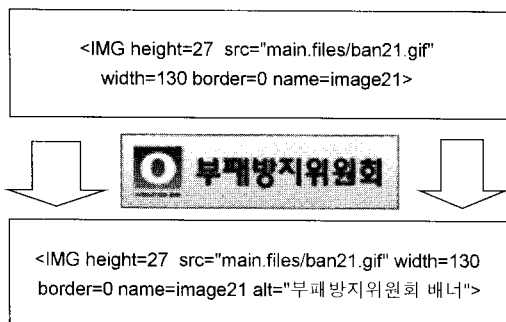 <IMG height=27 src="main.files/ban21.gif"
width=130 border=0 name=image21>
부패방지위원회
<IMG height=27 src="main.files/ban21.gif" width=130
border=0 name=image21 alt="부패방지위원회 배너">